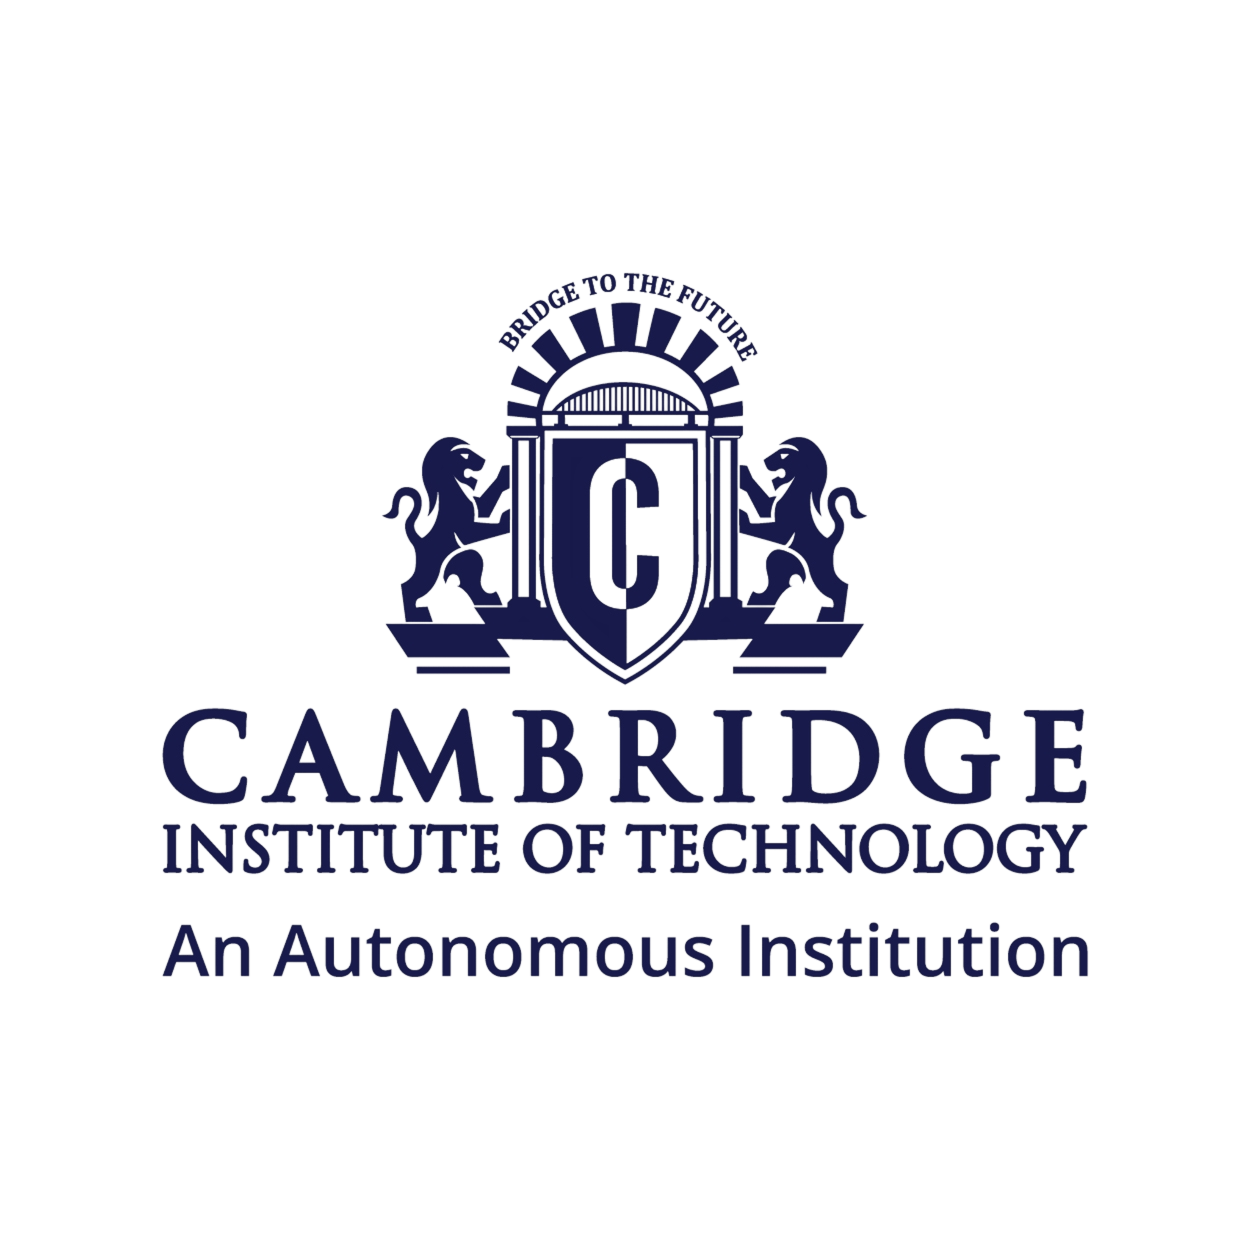 BRIDGE TO THE FUTURE
C
CAMBRIDGE
INSTITUTE OF TECHNOLOGY
An Autonomous Institution